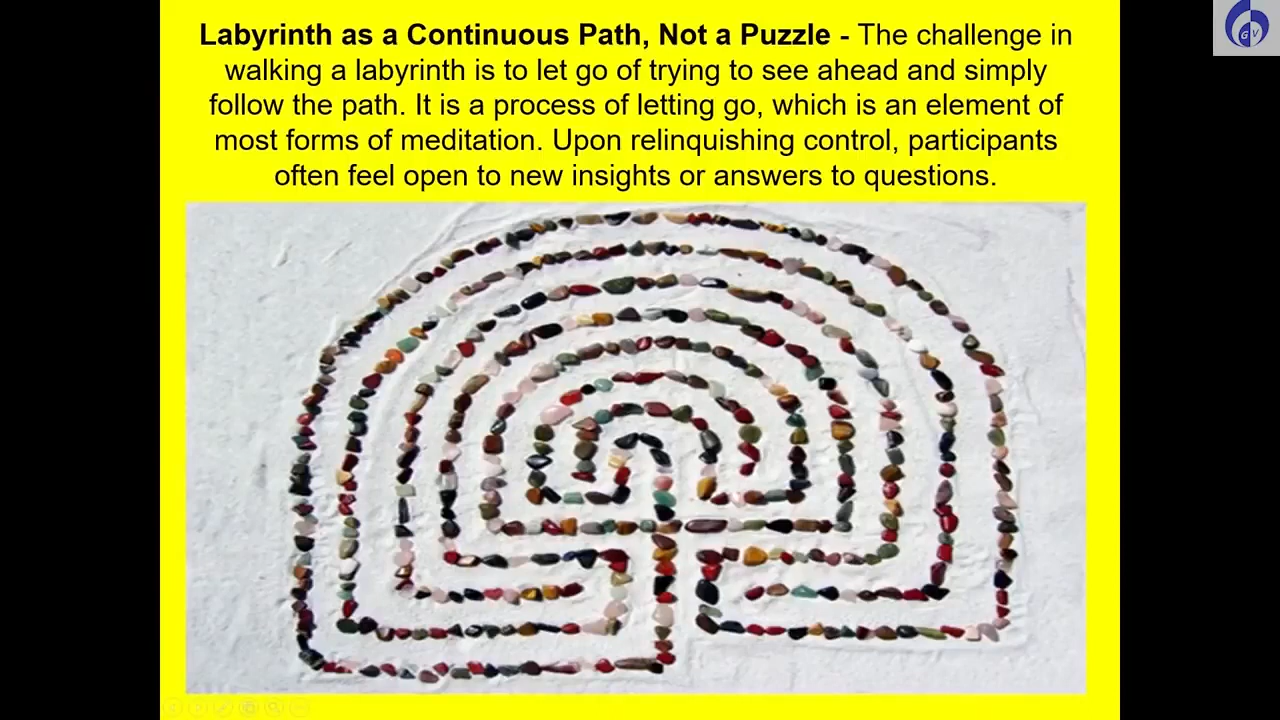 Labyrinth as a Continuous Path, Not a Puzzle - The challenge in
walking a labyrinth is to let go of trying to see ahead and simply
follow the path. It is a process of letting go, which is an element of
most forms of meditation. Upon relinquishing control, participants
often feel open to new insights or answers to questions.
G V